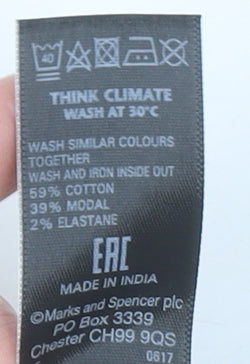 40
THINK CLIMATE
WASH AT 30°C
WASH SIMILAR COLOURS
TOGETHER
WASH AND IRON INSIDE OUT
59% COTTON
39% MODAL
2% ELASTANE
EAC
MADE IN INDIA
©Marks and Spencer plc
PO Box 3339
Chester CH99 9QS
0617